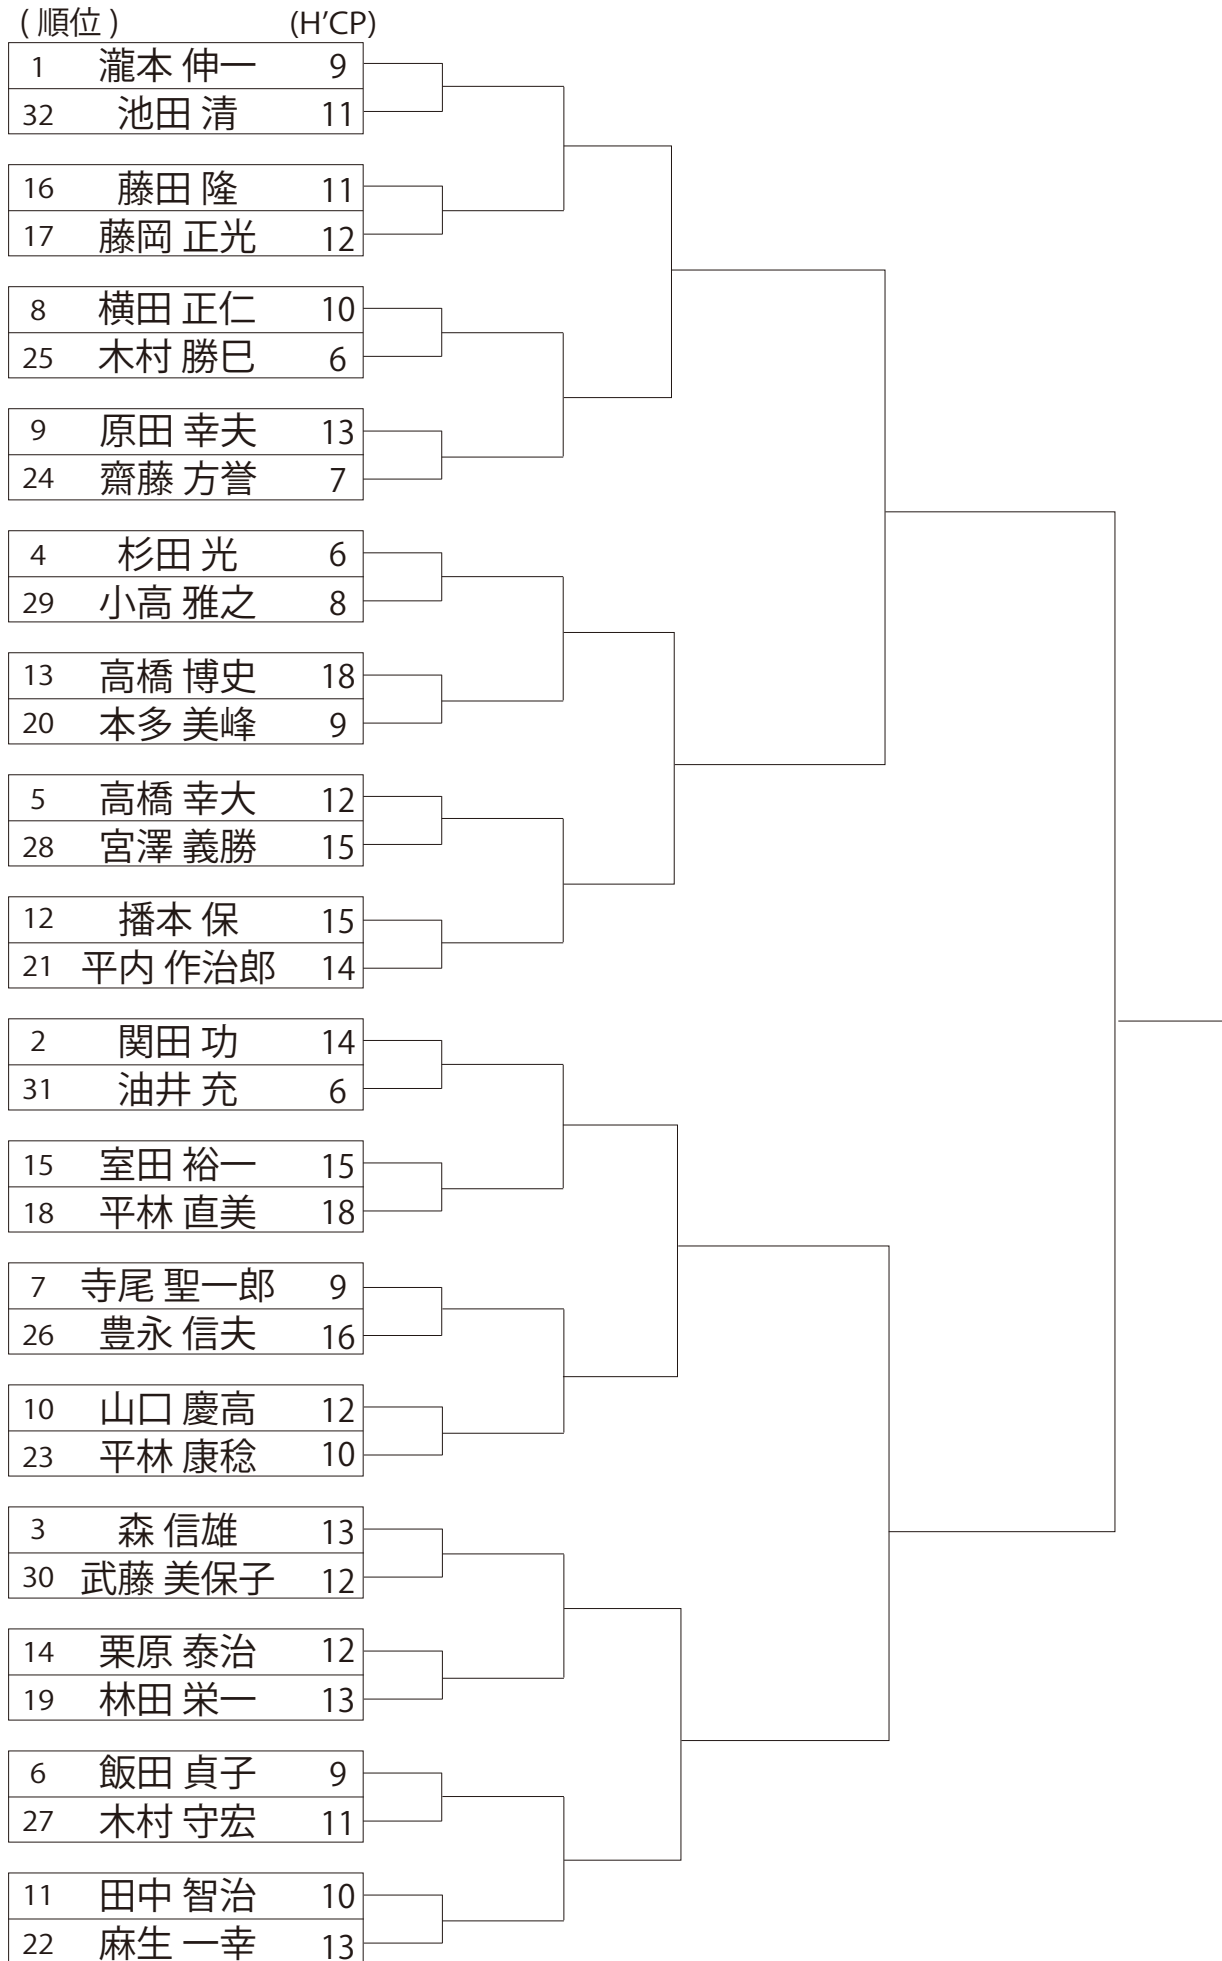 (順位) (H'CP)
1 瀧本 伸一 9
32 池田 清 11
16 藤田 隆 11
17 藤岡 正光 12
8 横田 正仁 10
25 木村 勝巳 6
9 原田 幸夫 13
24 齋藤 方誉 7
4 杉田 光 6
29 小高 雅之 8
13 高橋 博史 18
20 本多 美峰 9
5 高橋 幸大 12
28 宮澤 義勝 15
12 播本 保 15
21 平内 作治郎 14
2 関田 功 14
31 油井 充 6
15 室田 裕一 15
18 平林 直美 18
7 寺尾 聖一郎 9
26 豊永 信夫 16
10 山口 慶高 12
23 平林 康稔 10
3 森 信雄 13
30 武藤 美保子 12
14 栗原 泰治 12
19 林田 栄一 13
6 飯田 貞子 9
27 木村 守宏 11
11 田中 智治 10
22 麻生 一幸 13